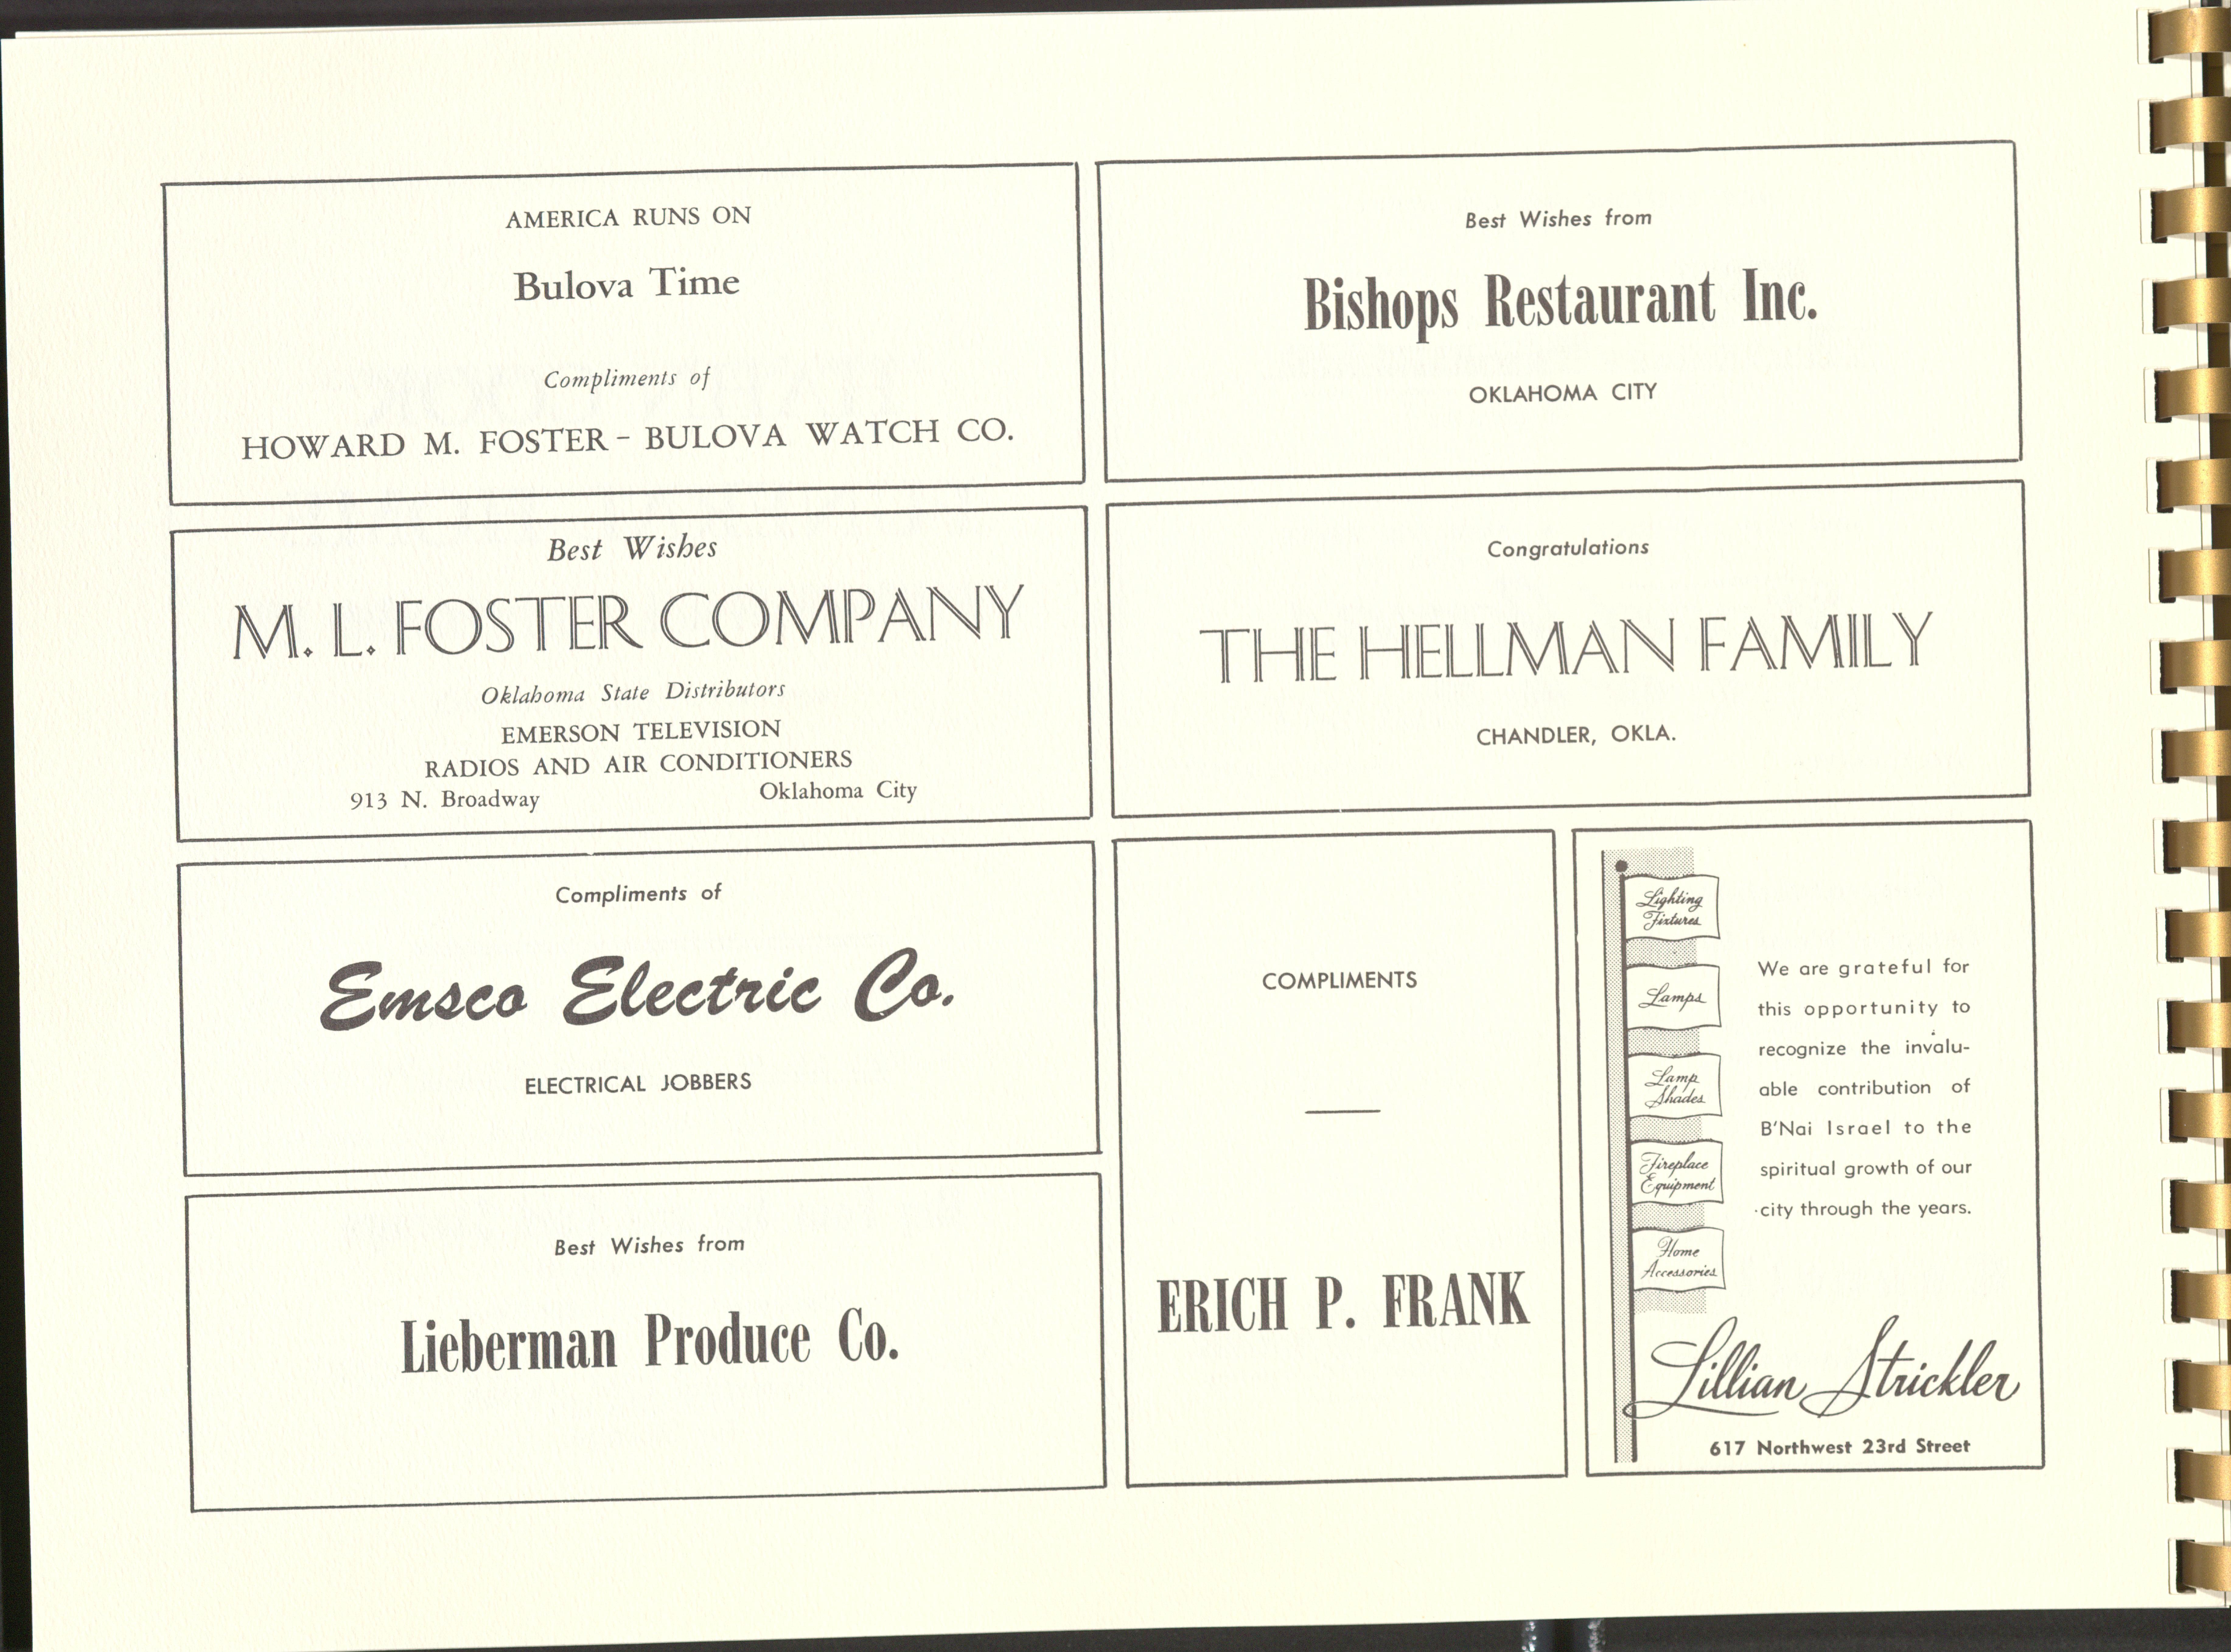 AMERICA RUNS ON
Bulova Time
Compliments of
HOWARD M. FOSTER - BULOVA WATCH CO.
Best Wishes
M. L. FOSTER COMPANY
Oklahoma State Distributors
EMERSON TELEVISION
RADIOS AND AIR CONDITIONERS
913 N. Broadway Oklahoma City
Compliments of
Emsco Electric Co.
ELECTRICAL JOBBERS
Best Wishes from
Lieberman Produce Co.
Best Wishes from
Bishops Restaurant Inc.
OKLAHOMA CITY
Congratulations
THE HELLMAN FAMILY
CHANDLER, OKLA.
COMPLIMENTS
ERICH P. FRANK
Lighting
Fixtures
Lamps
Lamp
Shades
Fireplace
Equipment
Home
Accessories
We are grateful for
this opportunity to
recognize the invalu-
able contribution of
B'Nai Israel to the
spiritual growth of our
city through the years.
Lillian Strickler
617 Northwest 23rd Street